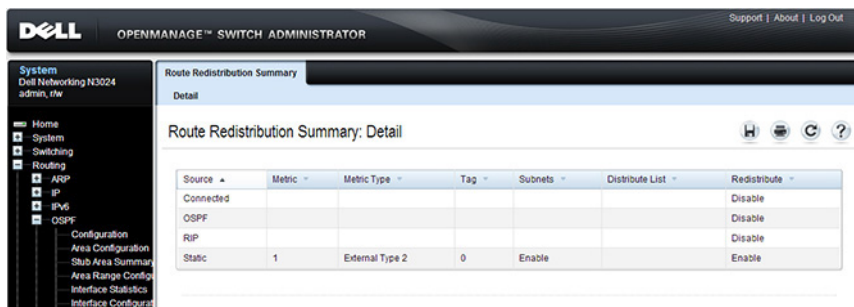 Support | About | Log Out
DELL OPENMANAGE™ SWITCH ADMINISTRATOR
System
Dell Networking N3024
admin, r/w
Home
System
Switching
Routing
ARP
IP
IPv6
OSPF
Configuration
Area Configuration
Stub Area Summary
Area Range Configu
Interface Statistics
Interface Configurat
Route Redistribution Summary
Detail
Route Redistribution Summary: Detail
Source Metric Metric Type Tag Subnets Distribute List Redistribute
Connected Disable
OSPF Disable
RIP Disable
Static 1 External Type 2 0 Enable Enable